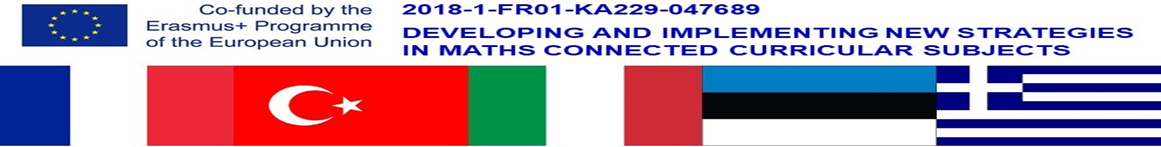 Co-funded by the
Erasmus+ Programme
of the European Union
2018-1-FR01-KA229-047689
DEVELOPING AND IMPLEMENTING NEW STRATEGIES
IN MATHS CONNECTED CURRICULAR SUBJECTS